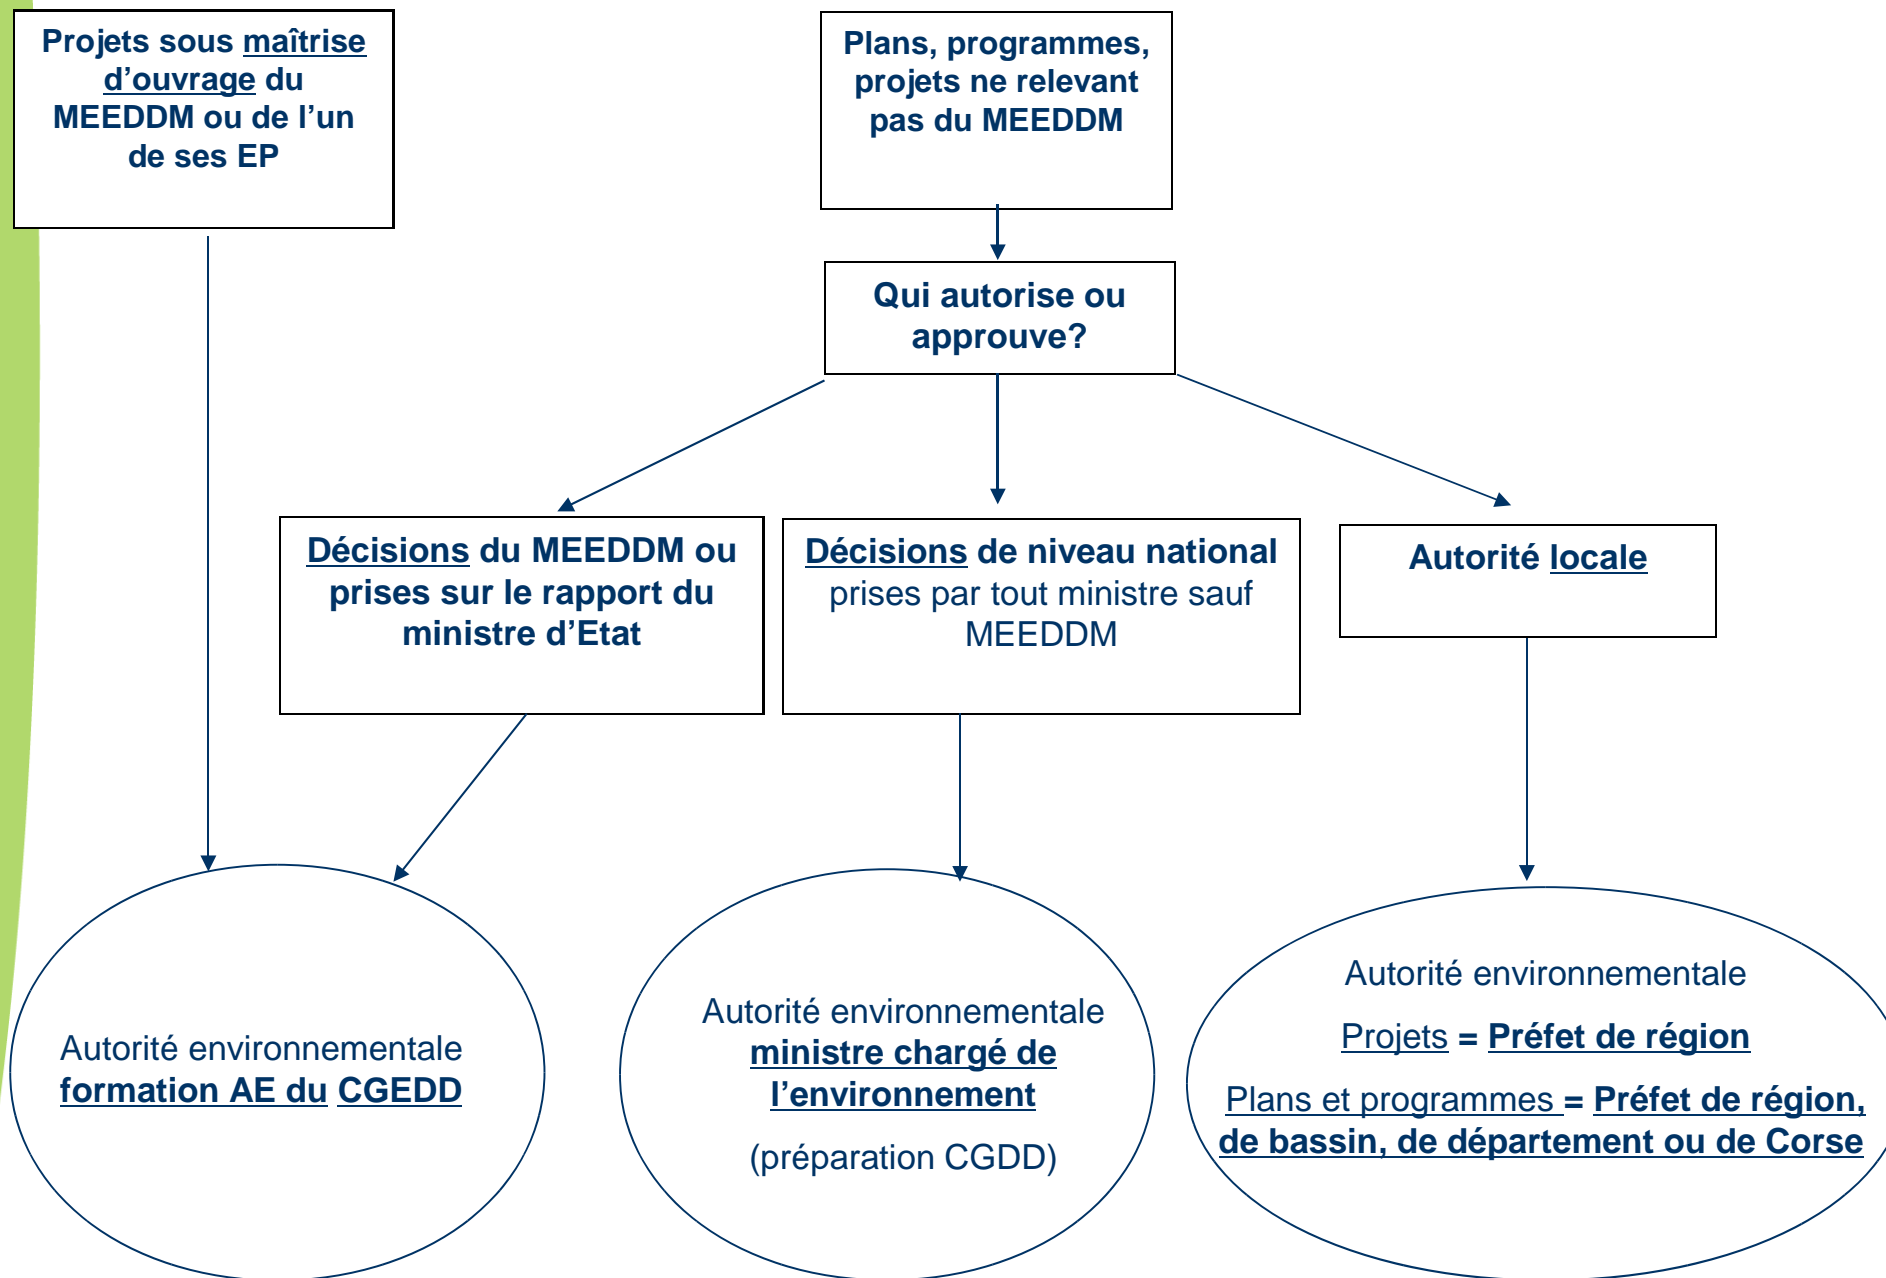 Projets sous maîtrise
d’ouvrage du
MEEDDM ou de l’un
de ses EP
Plans, programmes,
projets ne relevant
pas du MEEDDM
Qui autorise ou
approuve?
Décisions du MEEDDM ou
prises sur le rapport du
ministre d’Etat
Décisions de niveau national
prises par tout ministre sauf
MEEDDM
Autorité locale
Autorité environnementale
formation AE du CGEDD
Autorité environnementale
ministre chargé de
l’environnement
(préparation CGDD)
Autorité environnementale
Projets = Préfet de région
Plans et programmes = Préfet de région,
de bassin, de département ou de Corse